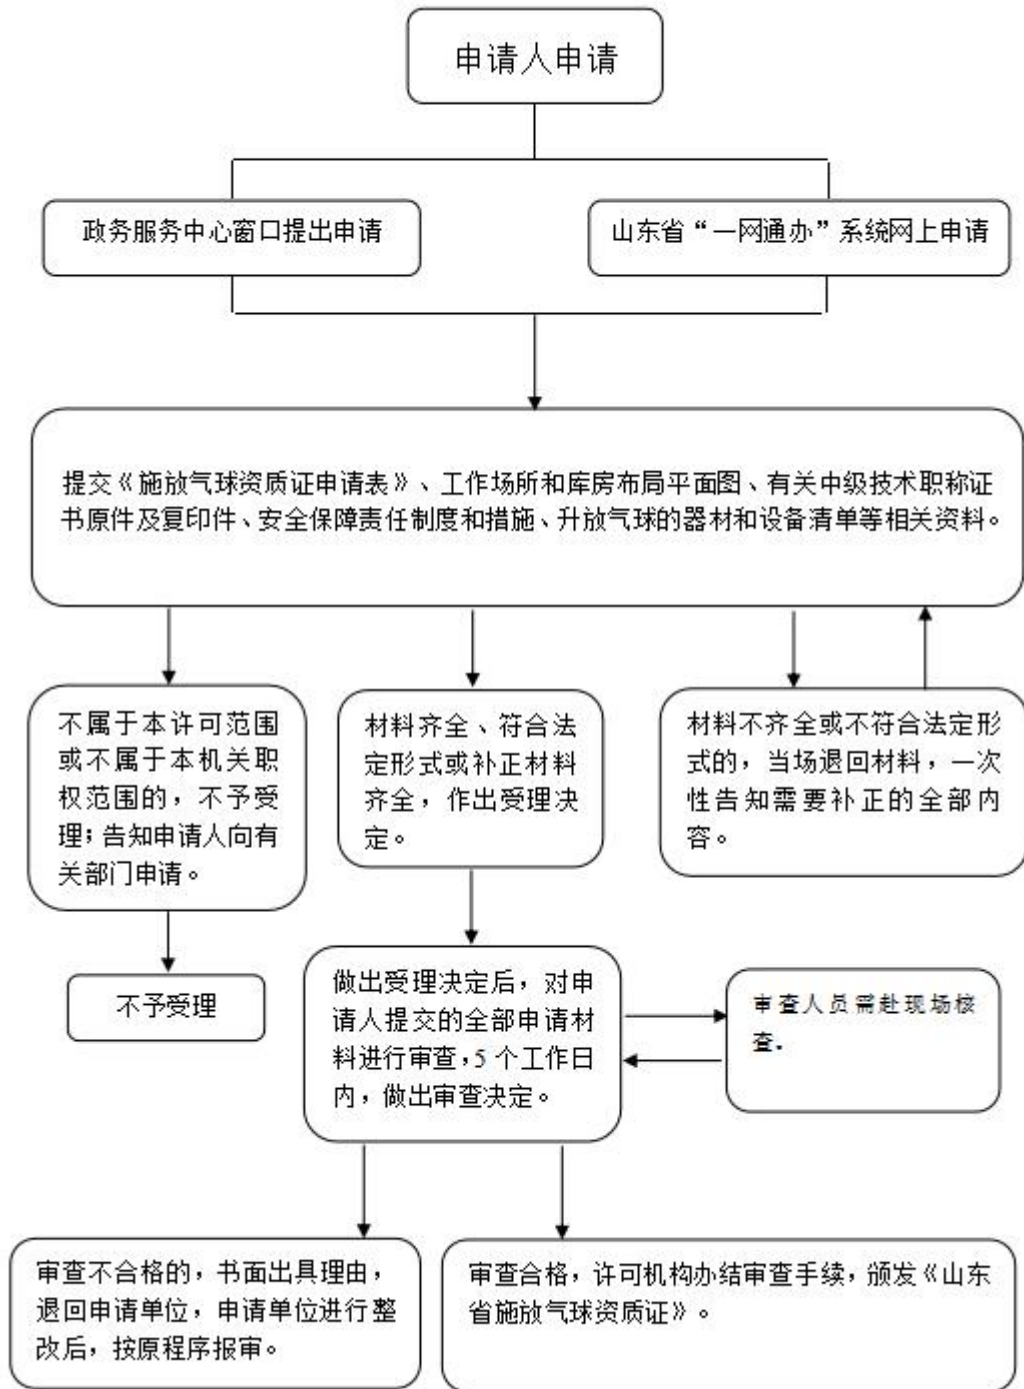 申请人申请
政务服务中心窗口提出申请
山东省“一网通办”系统网上申请
提交《施放气球资质证申请表》、工作场所和库房布局平面图、有关中级技术职称证
书原件及复印件、安全保障责任制度和措施、升放气球的器材和设备清单等相关资料。
不属于本许可范围
或不属于本机关职
权范围的，不予受
理；告知申请人向有
关部门申请。
材料齐全、符合法
定形式或补正材料
齐全，作出受理决
定。
材料不齐全或不符合法定形
式的，当场退回材料，一次
性告知需要补正的全部内
容。
不予受理
做出受理决定后，对申
请人提交的全部申请材
料进行审查，5个工作日
内，做出审查决定。
审查人员需赴现场核
查.
审查不合格的，书面出具理由，
退回申请单位，申请单位进行整
改后，按原程序报审。
审查合格，许可机构办结审查手续，颁发《山东
省施放气球资质证》。